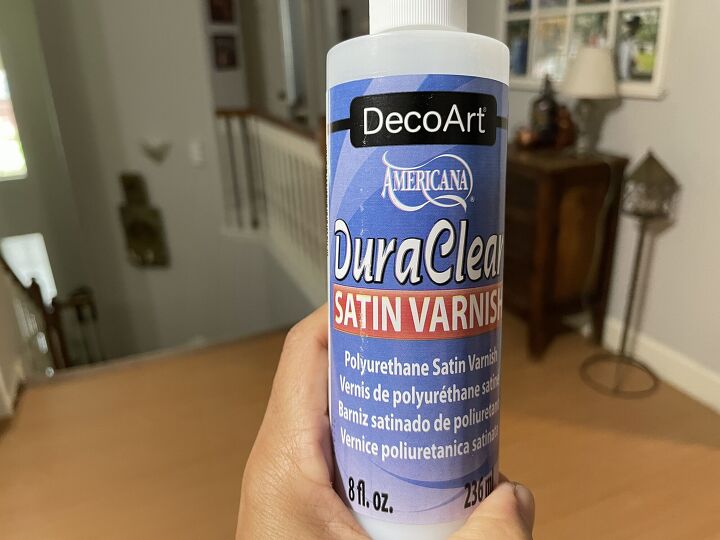 DecoArt®
AMERICANA®
DuraClear
SATIN VARNISH
Polyurethane Satin Varnish
Vernis de polyuréthane satiné
Barniz satinado de poliuretano
Vernice poliuretanica satinata
8 fl. oz. 236 ml